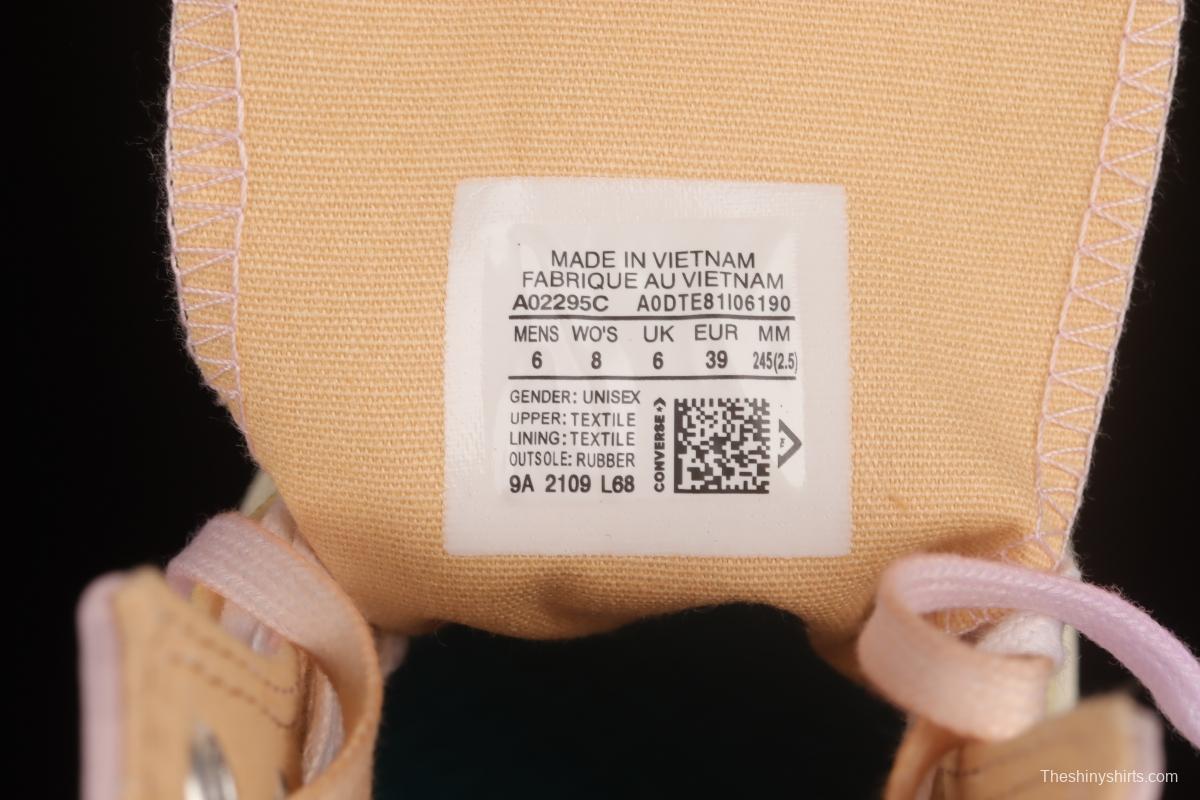 MADE IN VIETNAM
FABRIQUE AU VIETNAM
A02295C A0DTE81I06190
MENS WO'S UK EUR MM
6 8 6 39 245(2.5)
GENDER: UNISEX
UPPER: TEXTILE
LINING: TEXTILE
OUTSOLE: RUBBER
9A 2109 L68
CONVERSE
Theshinyshirts.com